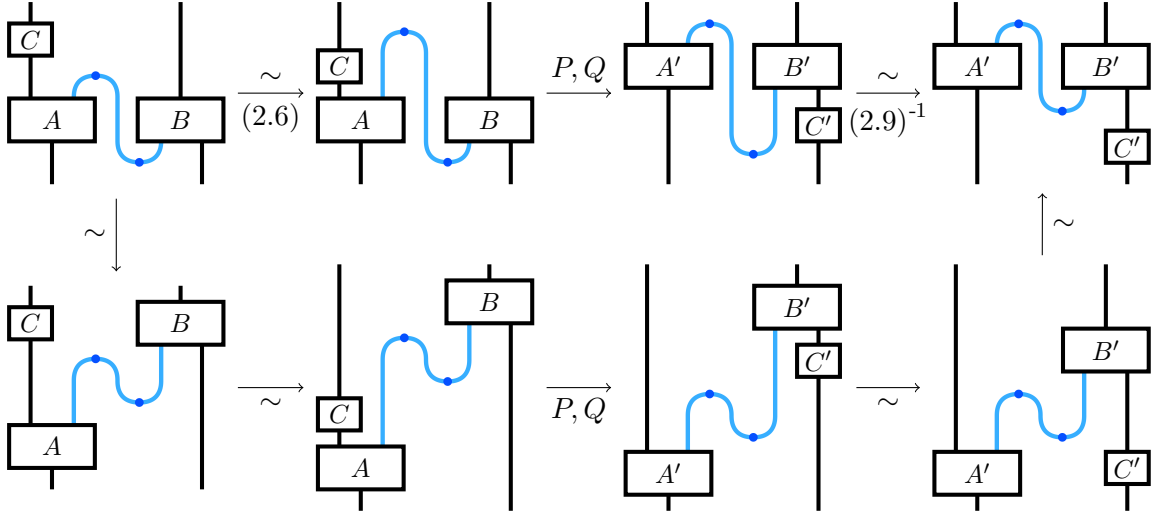 C C ∼ P, Q ∼
A B (2.6) A B A′ B′ C′ (2.9)⁻¹ A′ B′ C′
∼ ∼
C A B ∼ C A B P, Q A′ B′ C′ ∼ A′ B′ C′